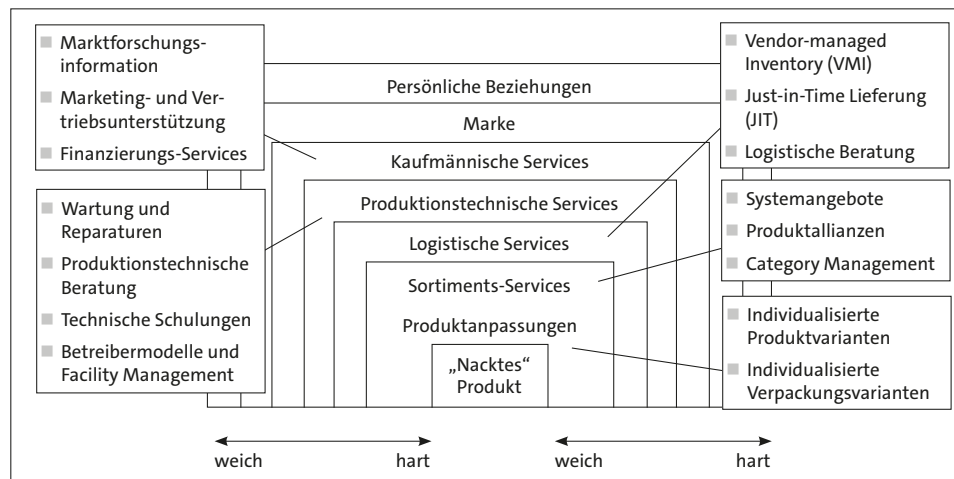 Marktforschungs-
information
Marketing- und Ver-
triebsunterstützung
Finanzierungs-Services
Wartung und
Reparaturen
Produktionstechnische
Beratung
Technische Schulungen
Betreibermodelle und
Facility Management
Persönliche Beziehungen
Marke
Kaufmännische Services
Produktionstechnische Services
Logistische Services
Sortiments-Services
Produktanpassungen
„Nacktes“
Produkt
Vendor-managed
Inventory (VMI)
Just-in-Time Lieferung
(JIT)
Logistische Beratung
Systemangebote
Produktallianzen
Category Management
Individualisierte
Produktvarianten
Individualisierte
Verpackungsvarianten
weich hart weich hart